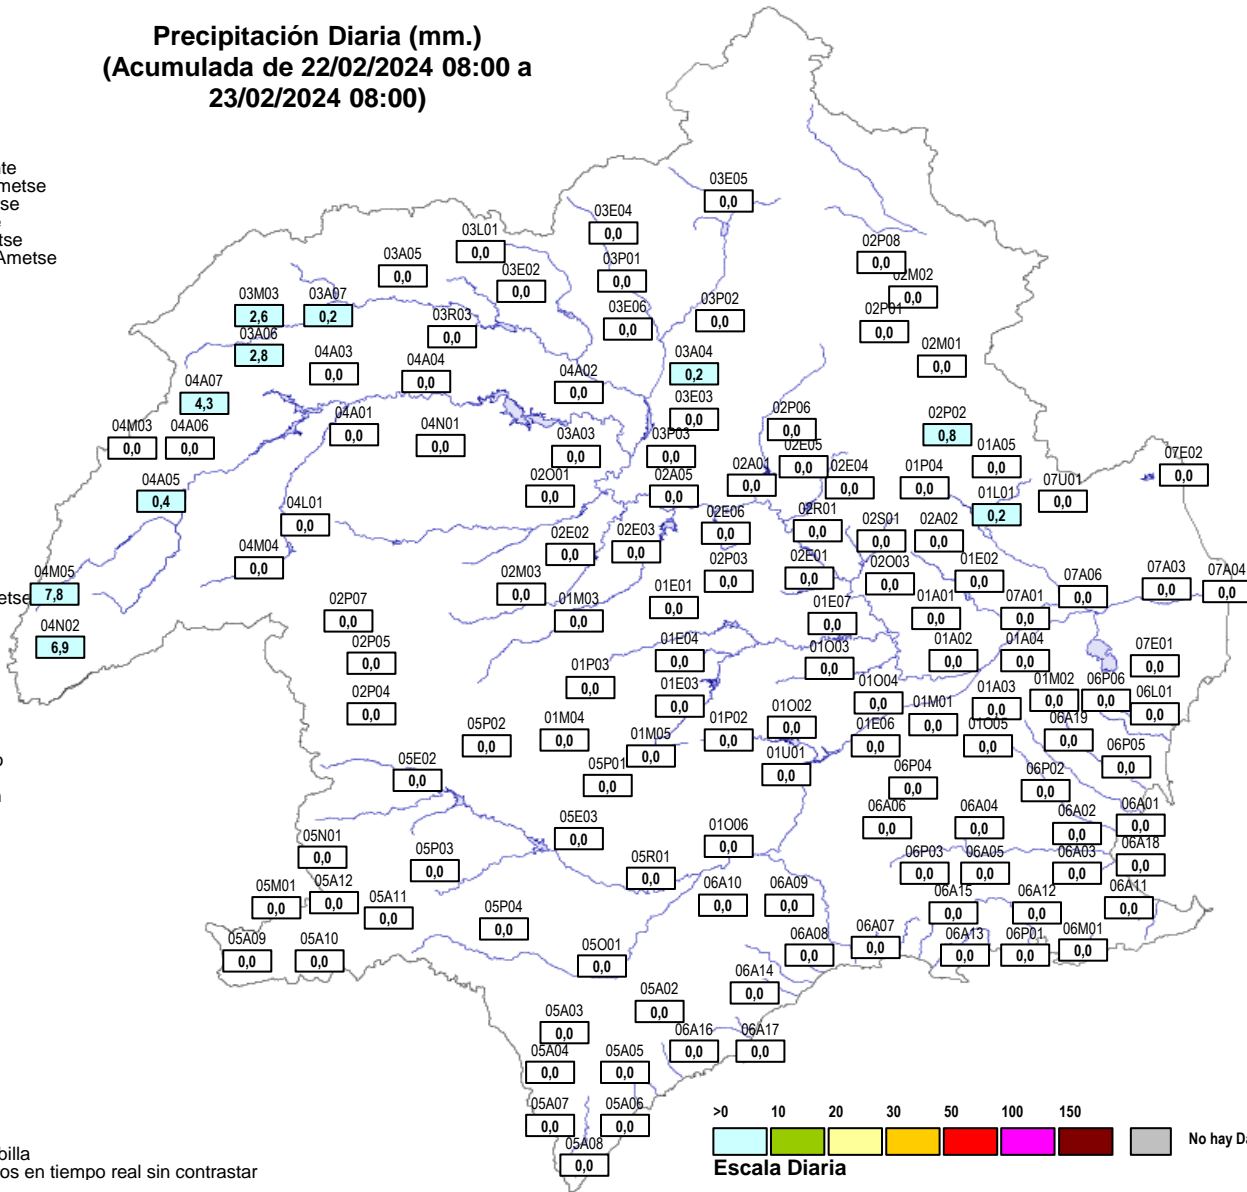 Precipitación Diaria (mm.)
(Acumulada de 22/02/2024 08:00 a
23/02/2024 08:00)
03E05
0,0
03E04
0,0
03L01
0,0
03A05
0,0
03P01
0,0
03E02
0,0
02P08
0,0
02M02
0,0
03M03
2,6
03A07
0,2
03R03
0,0
03E06
0,0
03P02
0,0
02P01
0,0
03A06
2,8
04A03
0,0
04A04
0,0
04A02
0,0
03A04
0,2
02M01
0,0
04A07
4,3
03E03
0,0
02P06
0,0
02P02
0,8
04M03
0,0
04A06
0,0
04A01
0,0
04N01
0,0
03A03
0,0
03P03
0,0
02E05
0,0
01A05
0,0
07E02
0,0
04A05
0,4
02O01
0,0
02A05
0,0
02A01
0,0
02E04
0,0
01P04
0,0
07U01
0,0
01L01
0,2
04L01
0,0
02E06
0,0
02R01
0,0
02S01
0,0
02A02
0,0
04M04
0,0
02E02
0,0
02E03
0,0
02P03
0,0
02E01
0,0
02O03
0,0
01E02
0,0
04M05
7,8
02M03
0,0
07A06
0,0
07A03
0,0
07A04
0,0
02P07
0,0
01M03
0,0
01E01
0,0
01E07
0,0
01A01
0,0
07A01
0,0
04N02
6,9
02P05
0,0
01E04
0,0
01O03
0,0
01A02
0,0
01A04
0,0
07E01
0,0
02P04
0,0
01P03
0,0
01E03
0,0
01O04
0,0
01A03
0,0
01M02
0,0
06P06
0,0
06L01
0,0
05P02
0,0
01M04
0,0
01M05
0,0
01P02
0,0
01O02
0,0
01E06
0,0
01M01
0,0
01O05
0,0
06A19
0,0
06P05
0,0
05E02
0,0
05P01
0,0
01U01
0,0
06P04
0,0
06P02
0,0
05E03
0,0
01O06
0,0
06A06
0,0
06A04
0,0
06A02
0,0
06A01
0,0
05N01
0,0
05P03
0,0
05R01
0,0
06P03
0,0
06A05
0,0
06A03
0,0
06A18
0,0
05M01
0,0
05A12
0,0
05A11
0,0
05P04
0,0
06A10
0,0
06A09
0,0
06A15
0,0
06A12
0,0
06A11
0,0
05A09
0,0
05A10
0,0
05O01
0,0
06A08
0,0
06A07
0,0
06A13
0,0
06P01
0,0
06M01
0,0
06A14
0,0
05A02
0,0
05A03
0,0
06A16
0,0
06A17
0,0
05A04
0,0
05A05
0,0
05A07
0,0
05A06
0,0
05A08
0,0
>0 10 20 30 50 100 150
No hay
Escala Diaria
en tiempo real sin contrastar